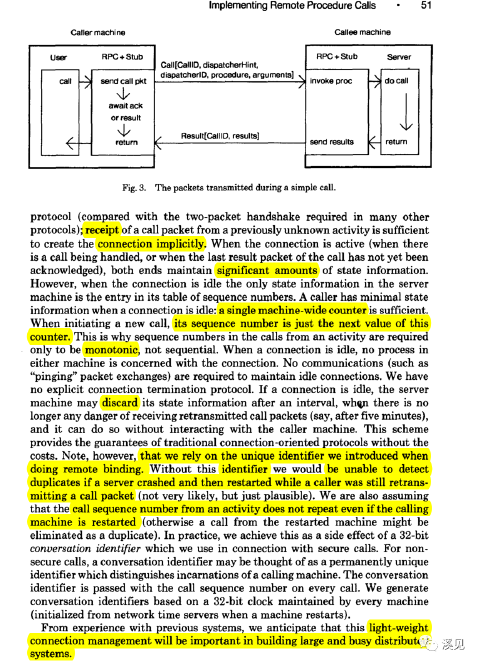 Implementing Remote Procedure Calls • 51
Caller machine
Callee machine
User
RPC + Stub
RPC + Stub
Server
Call[CallID, dispatcherHint,
dispatcherID, procedure, arguments]
call
send call pkt
invoke proc
do call
await ack
or result
Result[CallID, results]
return
send results
return
Fig. 3. The packets transmitted during a simple call.
protocol (compared with the two-packet handshake required in many other
protocols); receipt of a call packet from a previously unknown activity is sufficient
to create the connection implicitly. When the connection is active (when there
is a call being handled, or when the last result packet of the call has not yet been
acknowledged), both ends maintain significant amounts of state information.
However, when the connection is idle the only state information in the server
machine is the entry in its table of sequence numbers. A caller has minimal state
information when a connection is idle: a single machine-wide counter is sufficient.
When initiating a new call, its sequence number is just the next value of this
counter. This is why sequence numbers in the calls from an activity are required
only to be monotonic, not sequential. When a connection is idle, no process in
either machine is concerned with the connection. No communications (such as
"pinging" packet exchanges) are required to maintain idle connections. We have
no explicit connection termination protocol. If a connection is idle, the server
machine may discard its state information after an interval, when there is no
longer any danger of receiving retransmitted call packets (say, after five minutes),
and it can do so without interacting with the caller machine. This scheme
provides the guarantees of traditional connection-oriented protocols without the
costs. Note, however, that we rely on the unique identifier we introduced when
doing remote binding. Without this identifier we would be unable to detect
duplicates if a server crashed and then restarted while a caller was still retrans-
mitting a call packet (not very likely, but just plausible). We are also assuming
that the call sequence number from an activity does not repeat even if the calling
machine is restarted (otherwise a call from the restarted machine might be
eliminated as a duplicate). In practice, we achieve this as a side effect of a 32-bit
conversation identifier which we use in connection with secure calls. For non-
secure calls, a conversation identifier may be thought of as a permanently unique
identifier which distinguishes incarnations of a calling machine. The conversation
identifier is passed with the call sequence number on every call. We generate
conversation identifiers based on a 32-bit clock maintained by every machine
(initialized from network time servers when a machine restarts).
From experience with previous systems, we anticipate that this light-weight
connection management will be important in building large and busy distribut
systems.
溪见